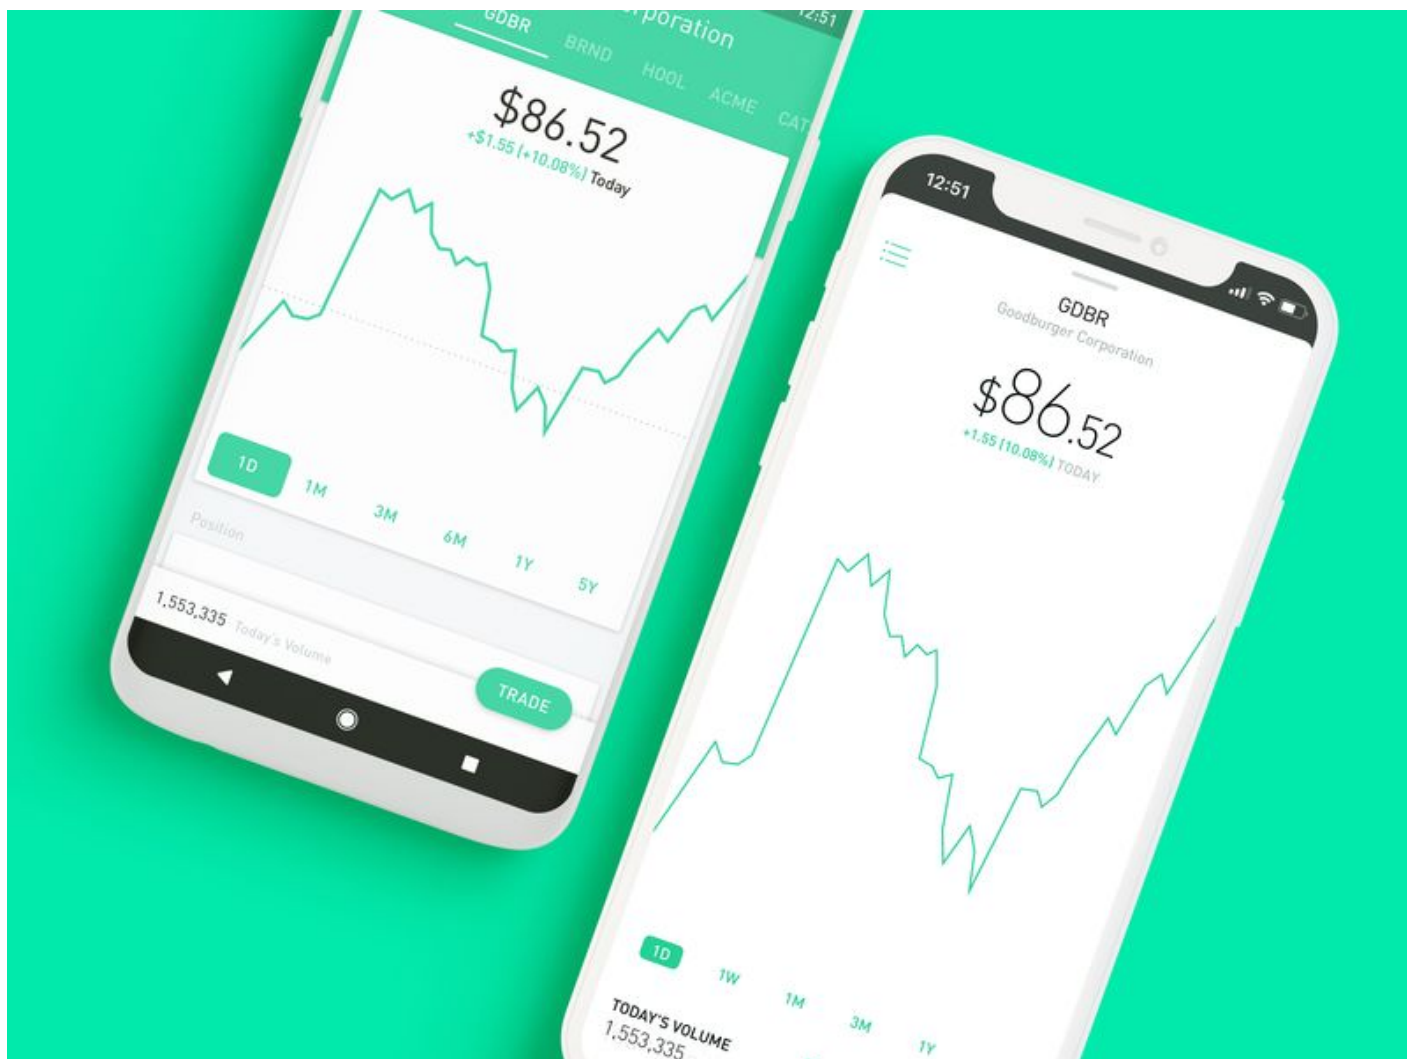 12:51
rporation
GDBR BRND HOOL ACME CAT
$86.52
+$1.55 (+10.08%) Today
1D 1M 3M 6M 1Y 5Y
Position
1,553,335 Today's Volume
TRADE
12:51
GDBR
Goodburger Corporation
$86.52
+1.55 (10.08%) TODAY
1D 1W 1M 3M 1Y
TODAY'S VOLUME
1,553,335